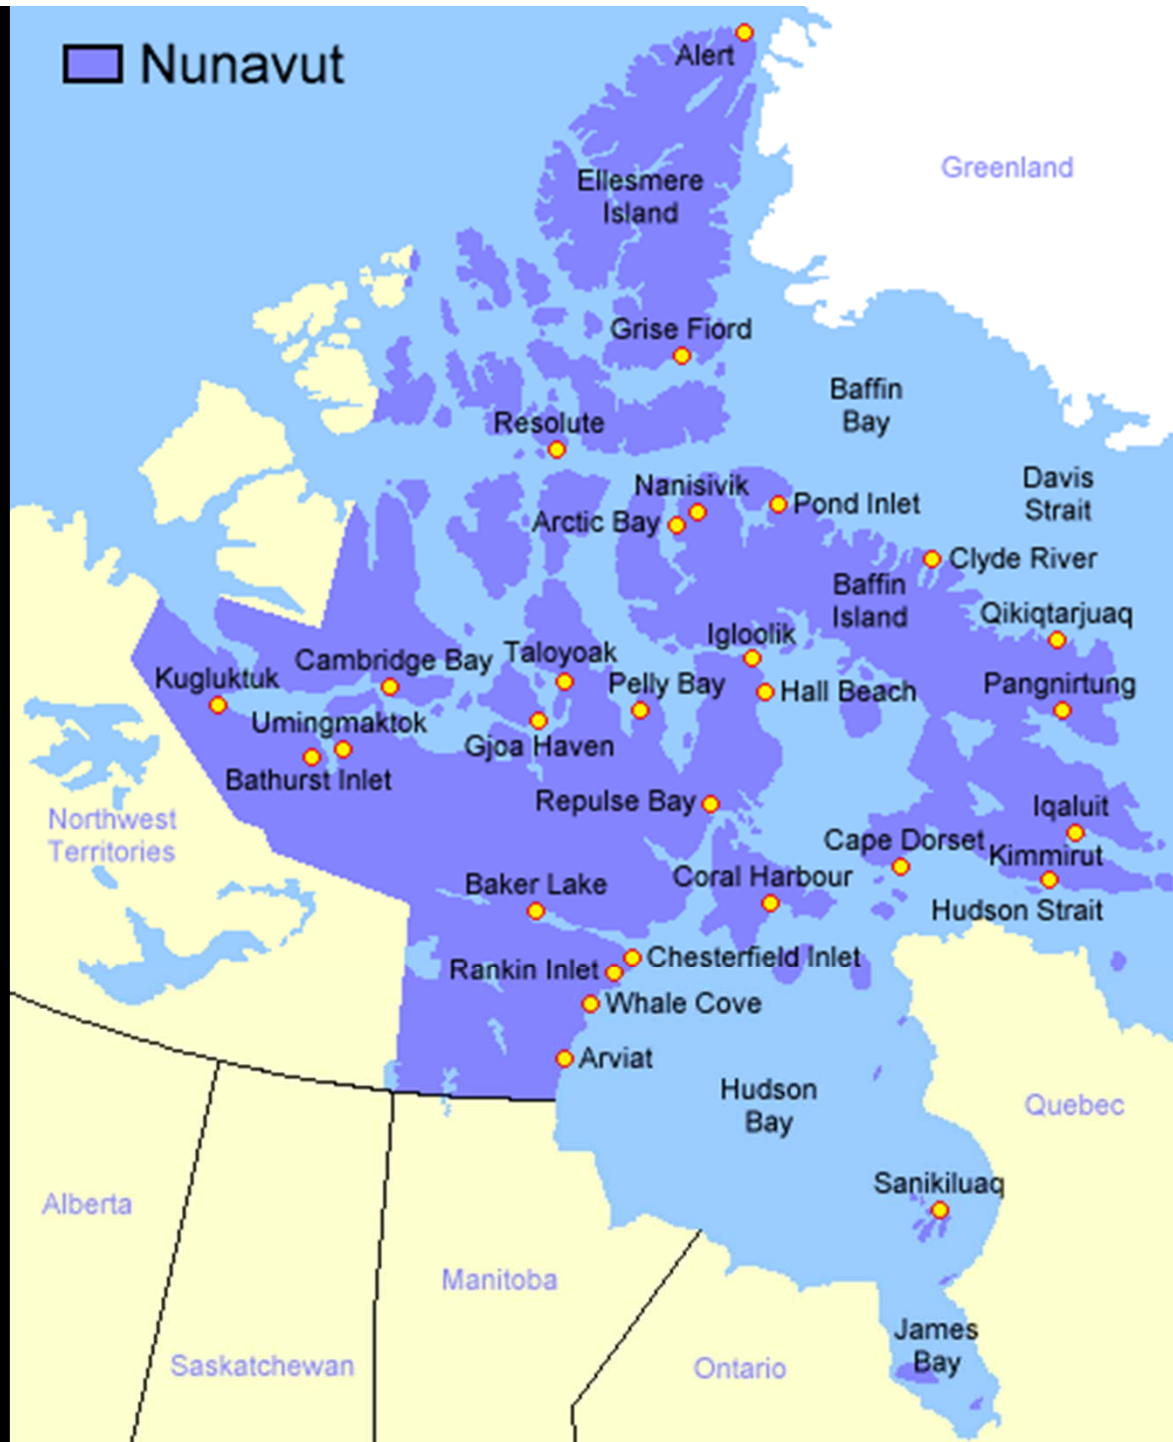 Nunavut
Alert
Greenland
Ellesmere
Island
Grise Fiord
Baffin
Bay
Resolute
Nanisivik
Davis
Strait
Pond Inlet
Arctic Bay
Clyde River
Baffin
Island
Qikiqtarjuaq
Igloolik
Taloyoak
Cambridge Bay
Kugluktuk
Pelly Bay
Hall Beach
Pangnirtung
Umingmaktok
Gjoa Haven
Bathurst Inlet
Repulse Bay
Iqaluit
Northwest
Territories
Cape Dorset
Kimmirut
Coral Harbour
Baker Lake
Hudson Strait
Chesterfield Inlet
Rankin Inlet
Whale Cove
Arviat
Hudson
Bay
Quebec
Sanikiluaq
Alberta
Manitoba
James
Bay
Saskatchewan
Ontario